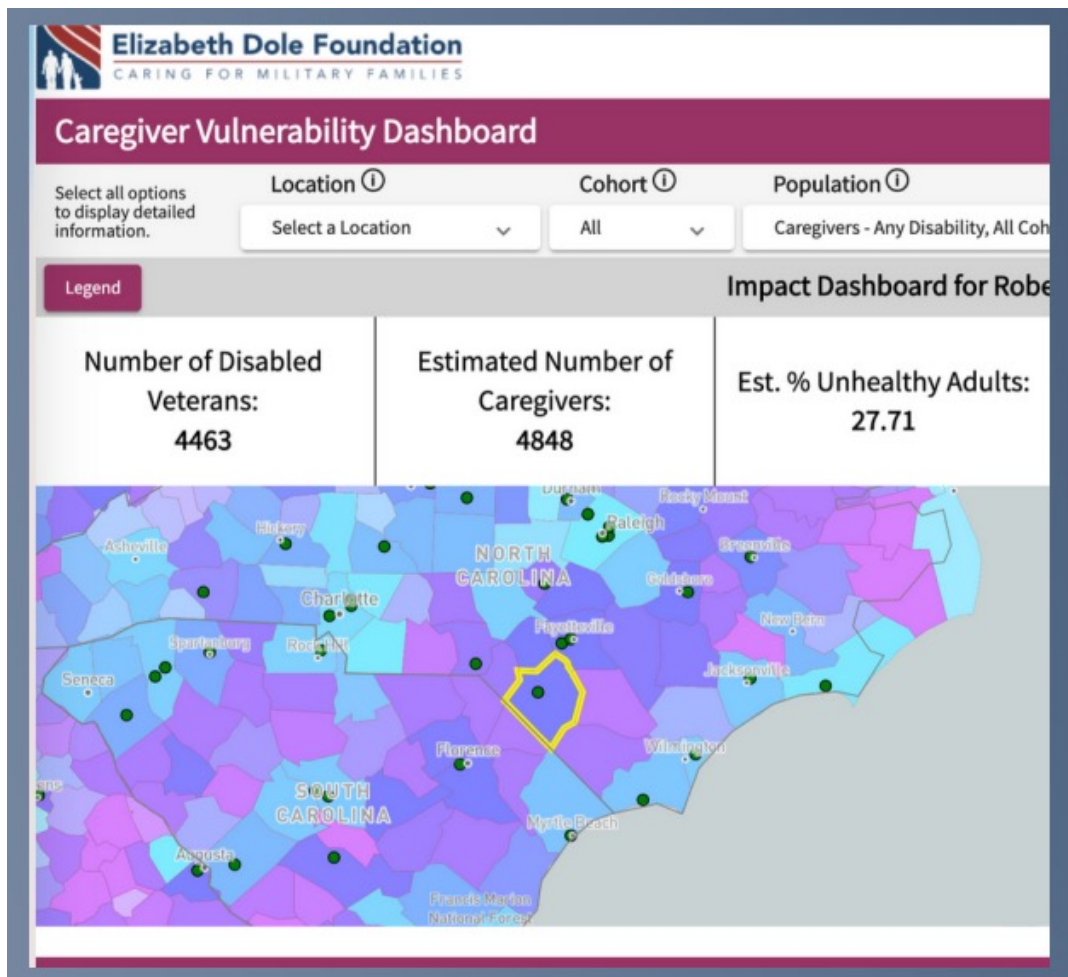 Elizabeth Dole Foundation
CARING FOR MILITARY FAMILIES
Caregiver Vulnerability Dashboard
Select all options
to display detailed
information.
Location
Select a Location
Cohort
All
Population
Caregivers - Any Disability, All Coh
Legend
Impact Dashboard for Robe
Number of Disabled
Veterans:
4463
Estimated Number of
Caregivers:
4848
Est. % Unhealthy Adults:
27.71
Durham
Rocky Mount
Hickory
Raleigh
Asheville
NORTH
CAROLINA
Greenville
Goldsboro
Charlotte
New Bern
Fayetteville
Spartanburg
Rock Hill
Jacksonville
Seneca
Wilmington
Florence
SOUTH
CAROLINA
Myrtle Beach
Augusta
Francis Marion
National Forest